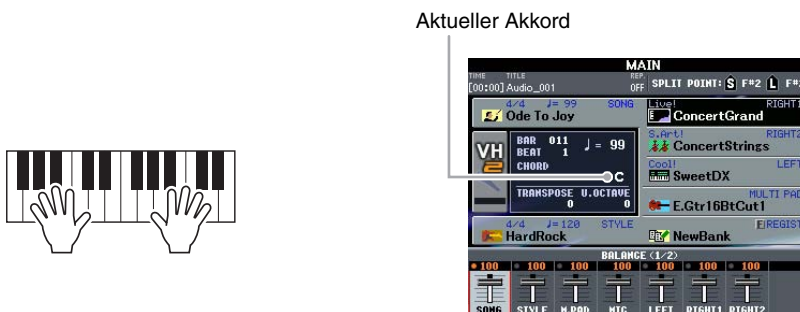 Aktueller Akkord
MAIN
TIME TITLE REP.
[00:00] Audio_001 OFF SPLIT POINT: S F#2 L F#
4/4 ♩= 99 SONG Live! RIGHT1
Ode To Joy ConcertGrand
S.Art! RIGHT2
VH BAR 011 ♩= 99 ConcertStrings
2 BEAT 1
CHORD Cool! LEFT
C SweetDX
TRANSPOSE U.OCTAVE MULTI PAD
0 0 E.Gtr16BtCut1
4/4 ♩=120 STYLE REGIST
HardRock NewBank
BALANCE (1/2)
100 100 100 100 100 100 100
SONG STYLE M.PAD MIC LEFT RIGHT1 RIGHT2